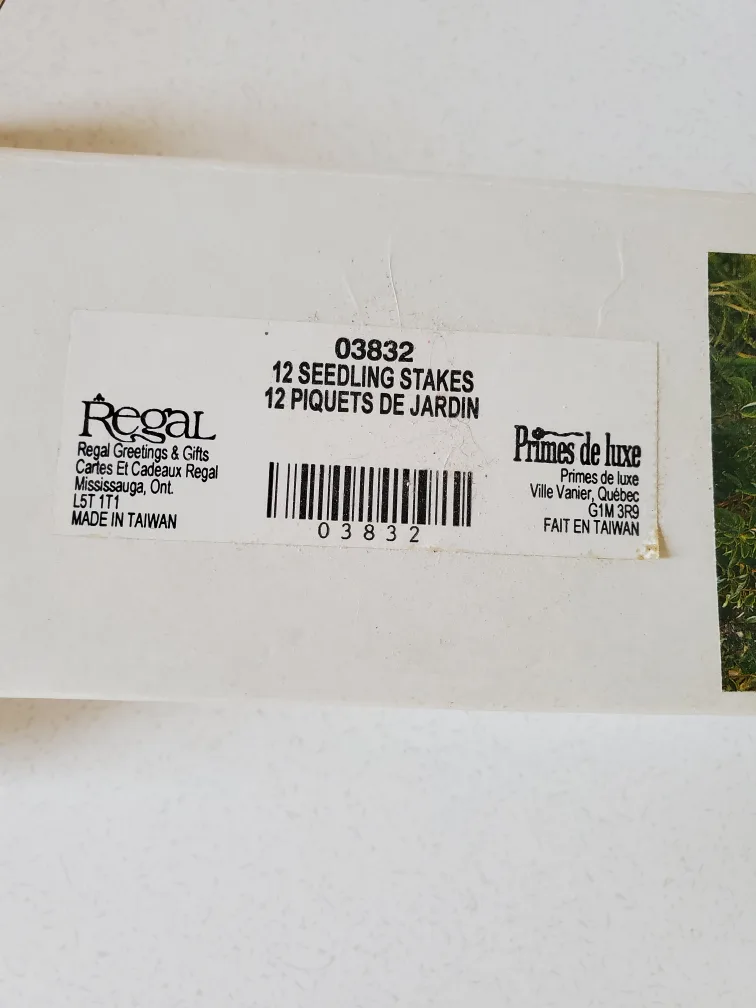 03832
12 SEEDLING STAKES
12 PIQUETS DE JARDIN
Regal
Regal Greetings & Gifts
Cartes Et Cadeaux Regal
Mississauga, Ont.
L5T 1T1
MADE IN TAIWAN
03832
Primes de luxe
Primes de luxe
Ville Vanier, Québec
G1M 3R9
FAIT EN TAIWAN